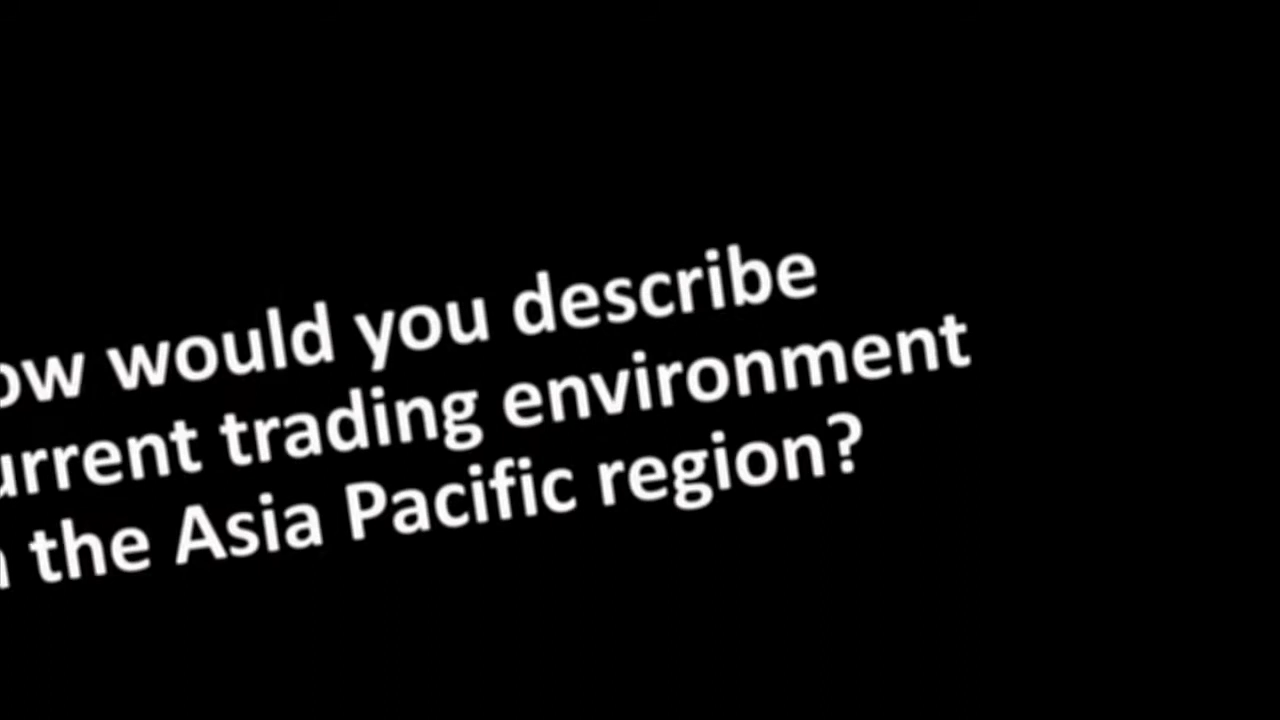 ow would you describe
urrent trading environment
the Asia Pacific region?